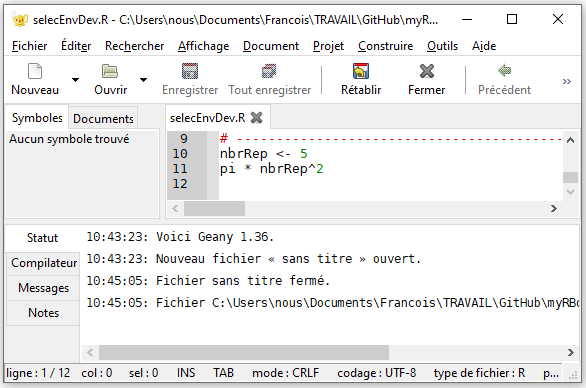 selecEnvDev.R - C:\Users\nous\Documents\Francois\TRAVAIL\GitHub\myR...
Fichier Éditer Rechercher Affichage Document Projet Construire Outils Aide
Nouveau Ouvrir Enregistrer Tout enregistrer Rétablir Fermer Précédent
Symboles Documents
Aucun symbole trouvé
selecEnvDev.R
9 # -----------------------------------------
10 nbrRep <- 5
11 pi * nbrRep^2
12
Statut
Compilateur
Messages
Notes
10:43:23: Voici Geany 1.36.
10:43:23: Nouveau fichier « sans titre » ouvert.
10:45:05: Fichier sans titre fermé.
10:45:05: Fichier C:\Users\nous\Documents\Francois\TRAVAIL\GitHub\myRBo
ligne : 1 / 12 col : 0 sel : 0 INS TAB mode : CRLF codage : UTF-8 type de fichier : R p...